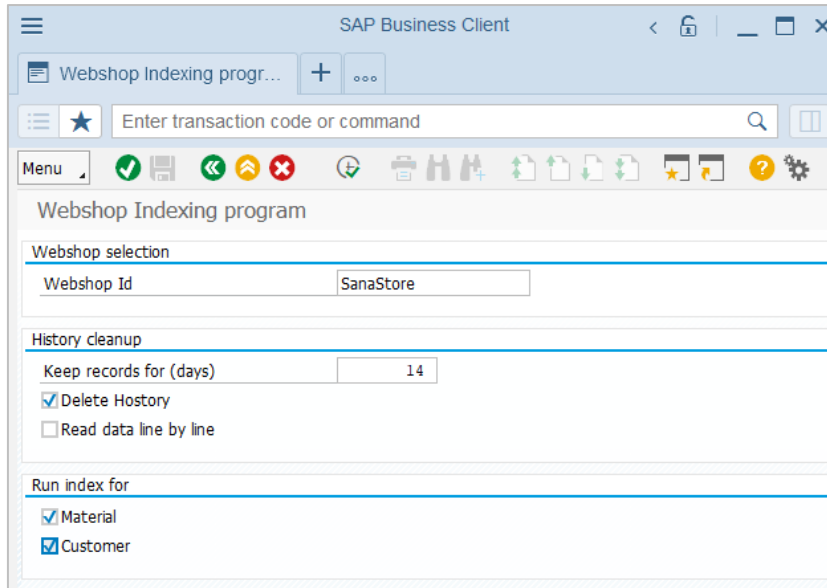 SAP Business Client
Webshop Indexing progr...
Enter transaction code or command
Menu
Webshop Indexing program
Webshop selection
Webshop Id SanaStore
History cleanup
Keep records for (days) 14
Delete Hostory
Read data line by line
Run index for
Material
Customer